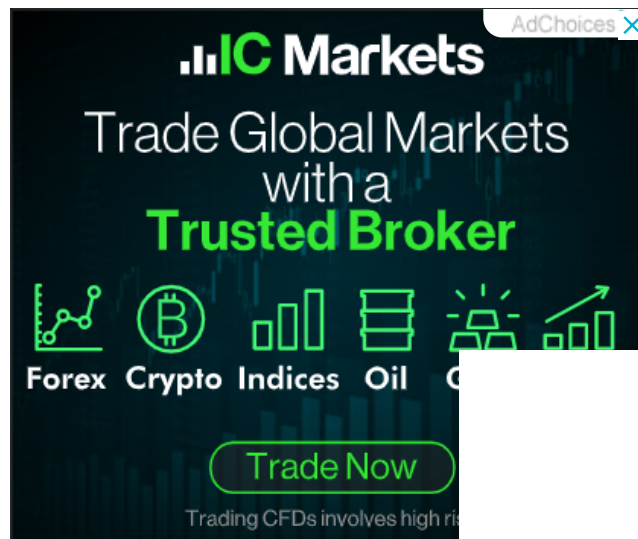 AdChoices
IC Markets
Trade Global Markets
with a
Trusted Broker
Forex Crypto Indices Oil
Trade Now
Trading CFDs involves high